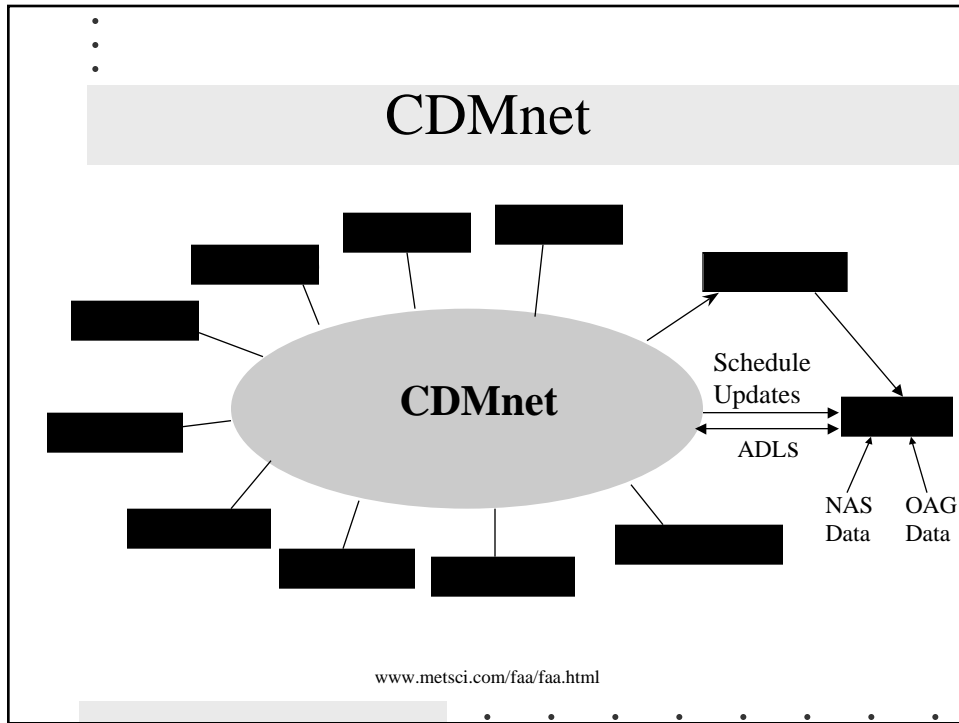 CDMnet
CDMnet
Schedule
Updates
ADLS
NAS
Data
OAG
Data
www.metsci.com/faa/faa.html